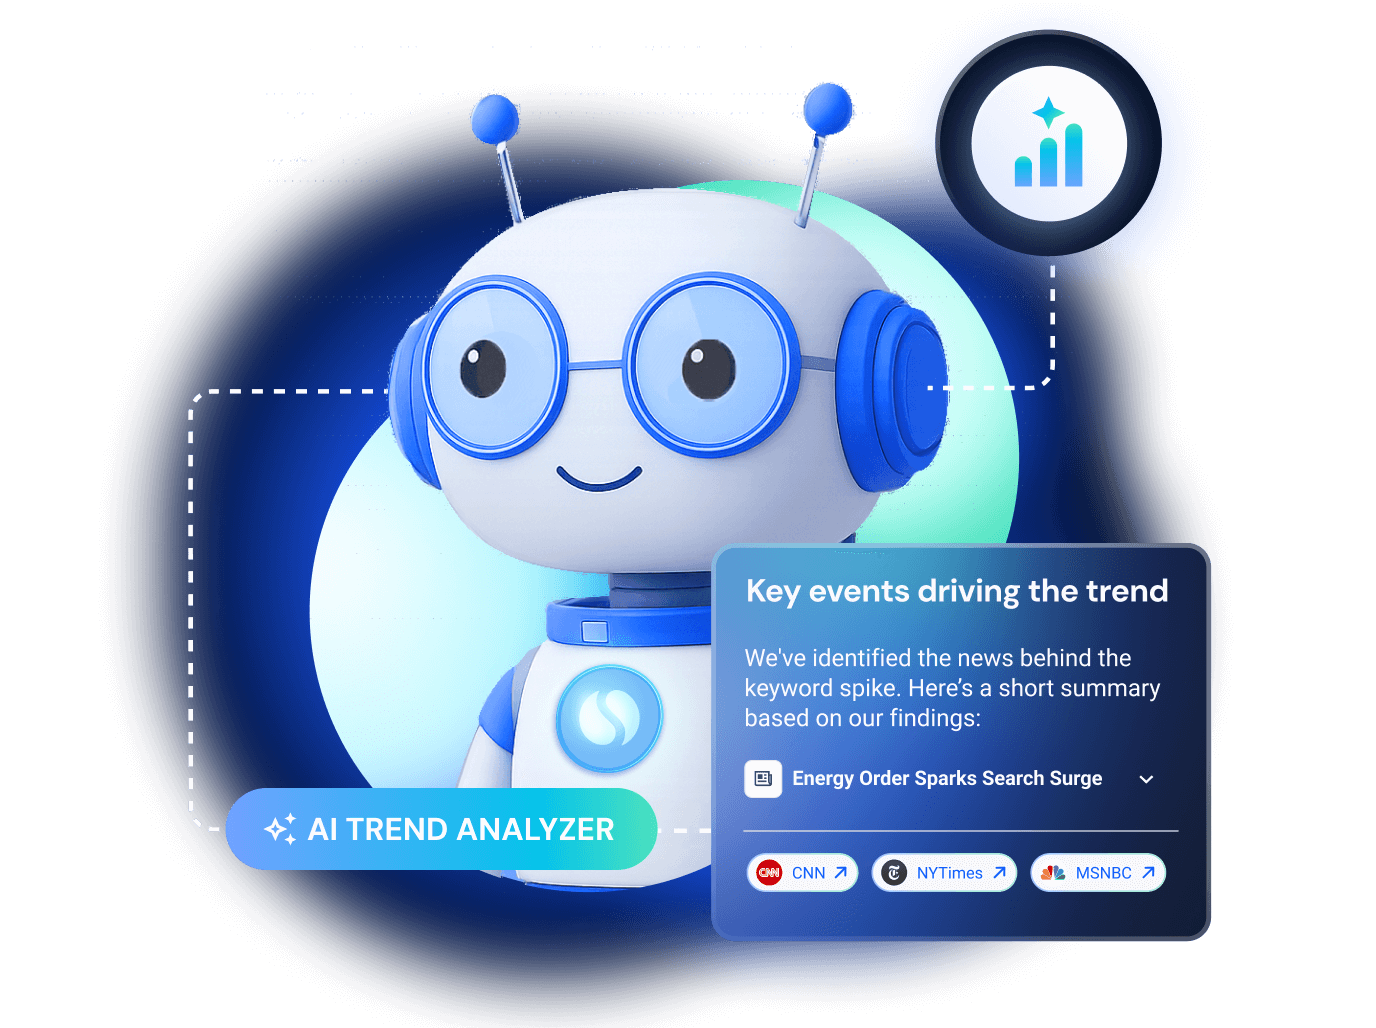 Key events driving the trend
We've identified the news behind the
keyword spike. Here’s a short summary
based on our findings:
Energy Order Sparks Search Surge
AI TREND ANALYZER
CNN CNN
NYTimes
MSNBC